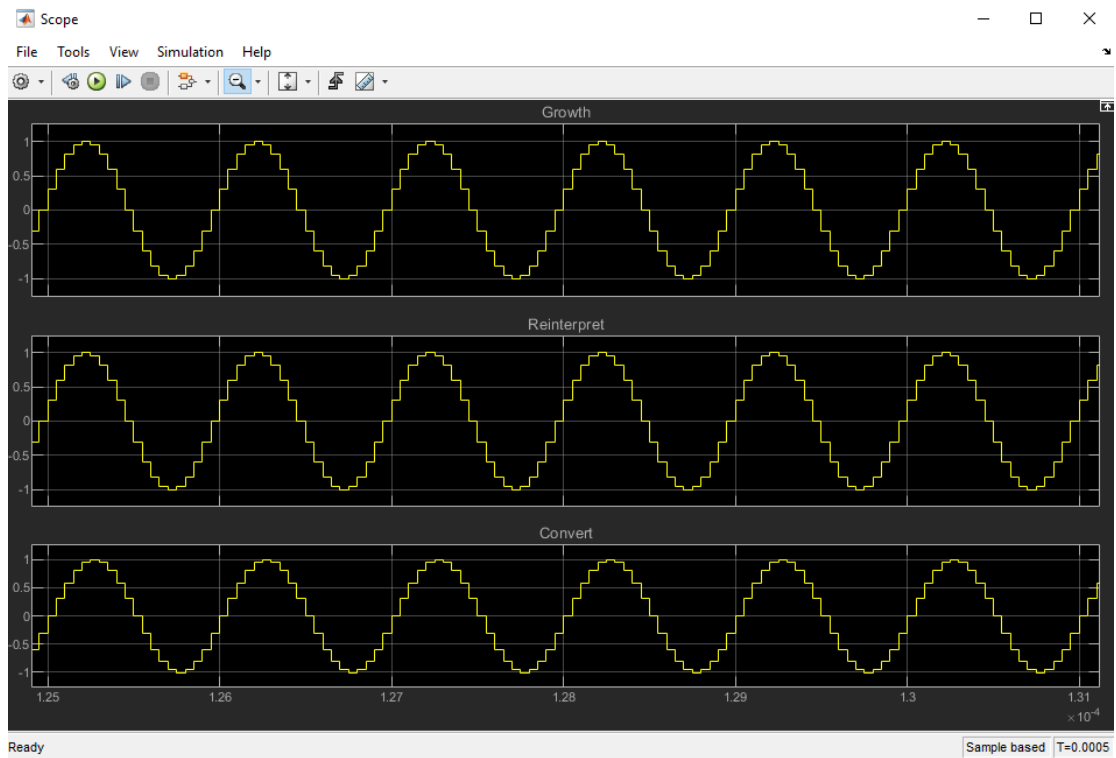 Scope
File Tools View Simulation Help
Growth
1
0.5
0
-0.5
-1
Reinterpret
1
0.5
0
-0.5
-1
Convert
1
0.5
0
-0.5
-1
1.25 1.26 1.27 1.28 1.29 1.3 1.31
×10-4
Ready Sample based T=0.0005